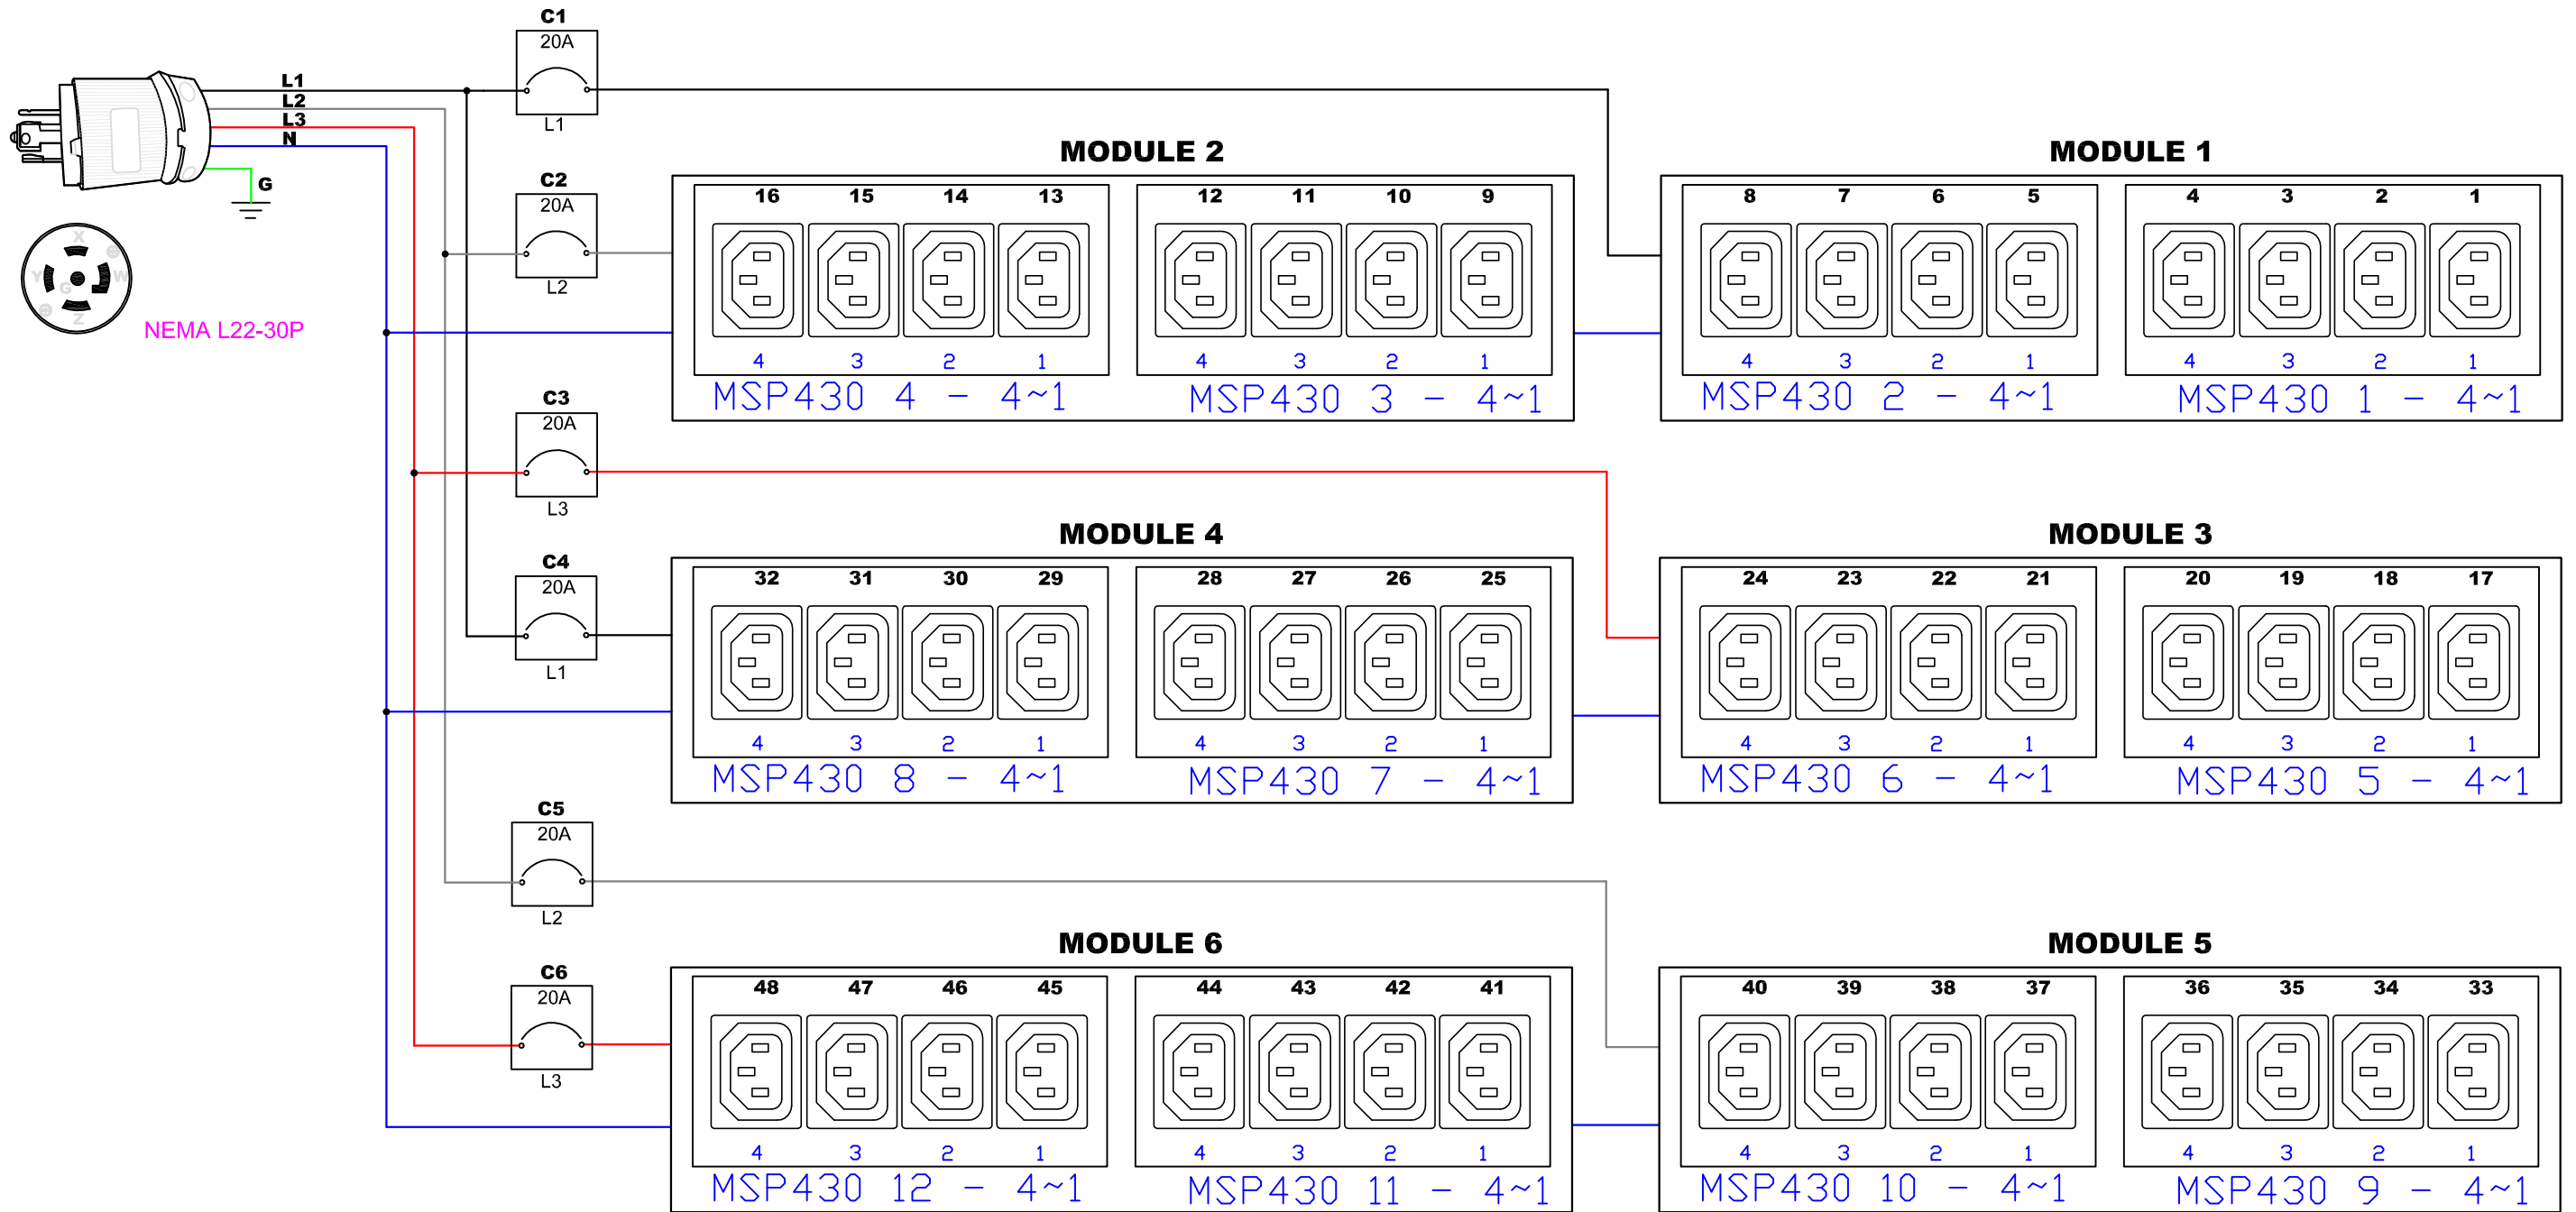 C1
20A
L1
L1
L2
L3
N
G
X
Y
W
G
Z
NEMA L22-30P
C2
20A
L2
MODULE 2
16 15 14 13 12 11 10 9
4 3 2 1 4 3 2 1
MSP430 4 - 4~1 MSP430 3 - 4~1
MODULE 1
8 7 6 5 4 3 2 1
4 3 2 1 4 3 2 1
MSP430 2 - 4~1 MSP430 1 - 4~1
C3
20A
L3
C4
20A
L1
MODULE 4
32 31 30 29 28 27 26 25
4 3 2 1 4 3 2 1
MSP430 8 - 4~1 MSP430 7 - 4~1
MODULE 3
24 23 22 21 20 19 18 17
4 3 2 1 4 3 2 1
MSP430 6 - 4~1 MSP430 5 - 4~1
C5
20A
L2
C6
20A
L3
MODULE 6
48 47 46 45 44 43 42 41
4 3 2 1 4 3 2 1
MSP430 12 - 4~1 MSP430 11 - 4~1
MODULE 5
40 39 38 37 36 35 34 33
4 3 2 1 4 3 2 1
MSP430 10 - 4~1 MSP430 9 - 4~1